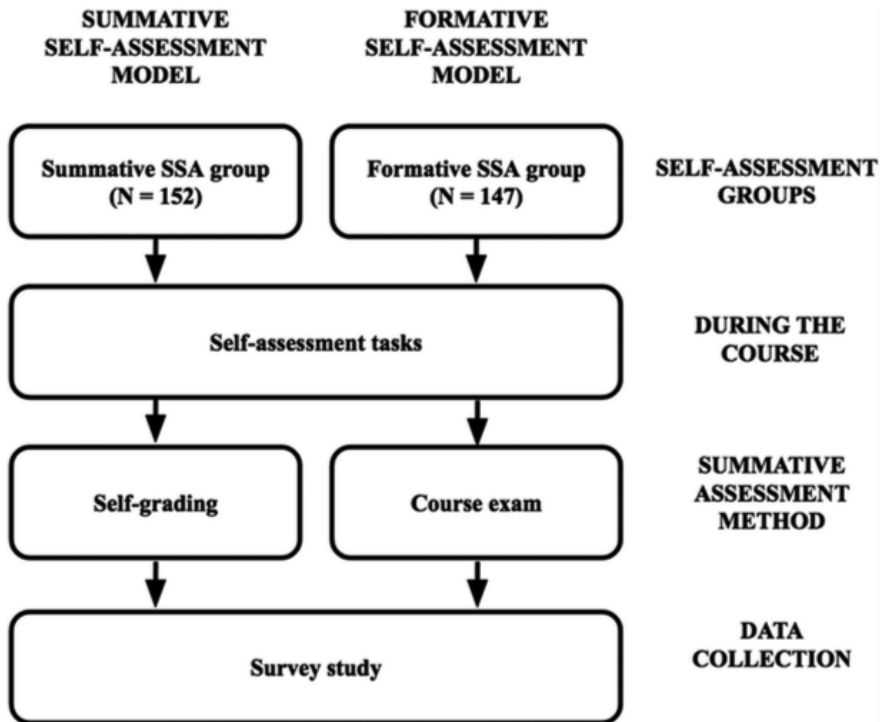 SUMMATIVE
SELF-ASSESSMENT
MODEL
FORMATIVE
SELF-ASSESSMENT
MODEL
Summative SSA group
(N = 152)
Formative SSA group
(N = 147)
SELF-ASSESSMENT
GROUPS
Self-assessment tasks
DURING THE
COURSE
Self-grading
Course exam
SUMMATIVE
ASSESSMENT
METHOD
Survey study
DATA
COLLECTION